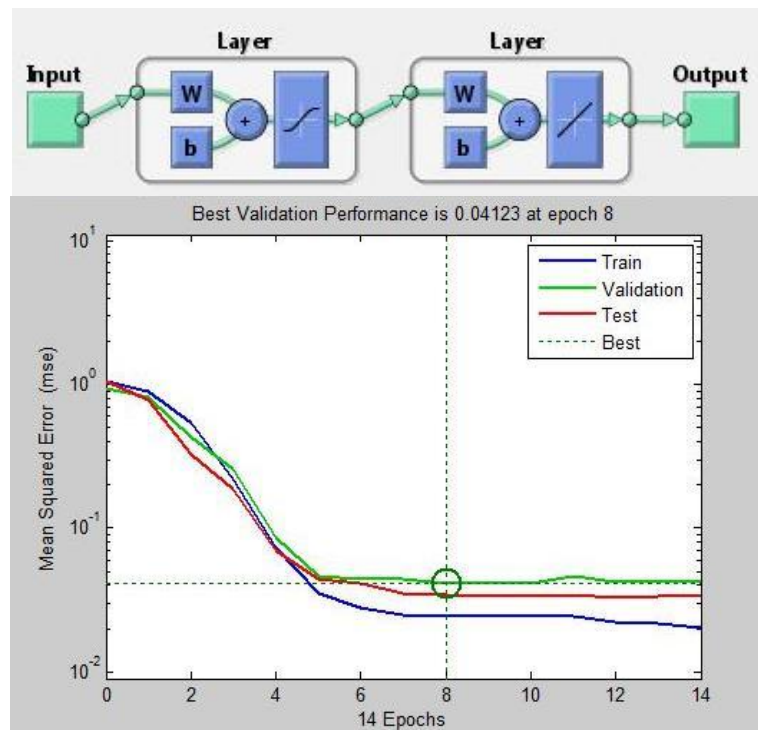 Layer Layer
Input Output
W W
+ +
b b
Best Validation Performance is 0.04123 at epoch 8
10^1
10^0
10^-1
10^-2
Mean Squared Error (mse)
Train
Validation
Test
Best
0 2 4 6 8 10 12 14
14 Epochs